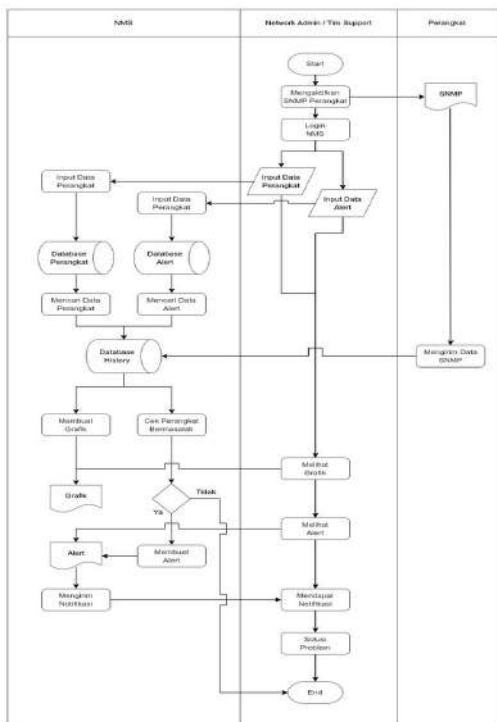 NMS
Network Admin / Tim Support
Perangkat
Start
Mengaktifkan
SNMP Perangkat
SNMP
Login
NMS
Input Data
Perangkat
Input Data
Perangkat
Input Data
Alert
Input Data
Perangkat
Database
Perangkat
Database
Alert
Mencari Data
Perangkat
Mencari Data
Alert
Database
History
Mengirim Data
SNMP
Membuat
Grafik
Cek Perangkat
Bermasalah
Melihat
Grafik
Grafik
Tidak
Ya
Melihat
Alert
Alert
Membuat
Alert
Mengirim
Notifikasi
Mendapat
Notifikasi
Solusi
Problem
End